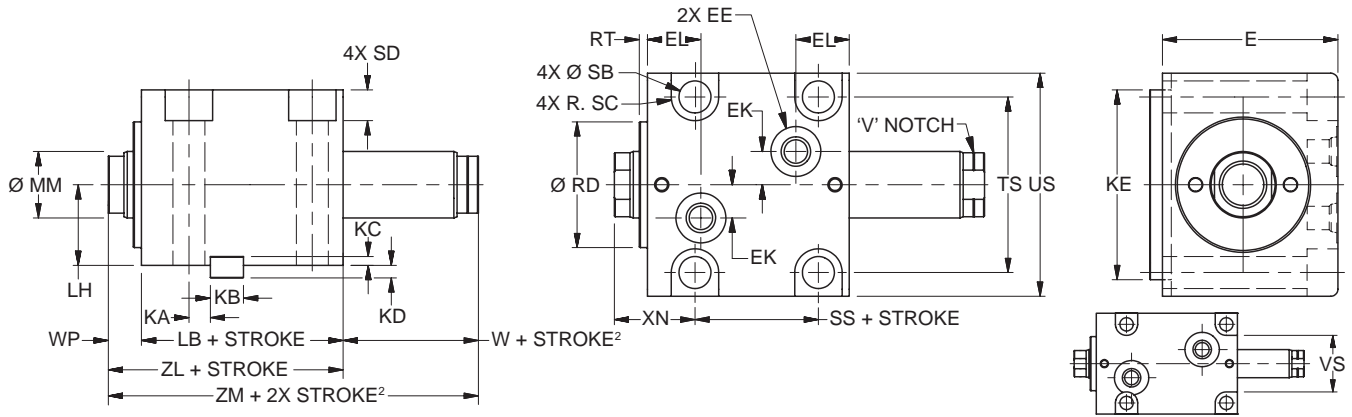 4X SD
Ø MM
LH
KC
KB
KA
KD
WP
LB + STROKE
W + STROKE²
ZL + STROKE
ZM + 2X STROKE²
2X EE
RT
EL
EL
4X Ø SB
4X R. SC
EK
'V' NOTCH
Ø RD
TS
US
EK
XN
SS + STROKE
E
KE
VS